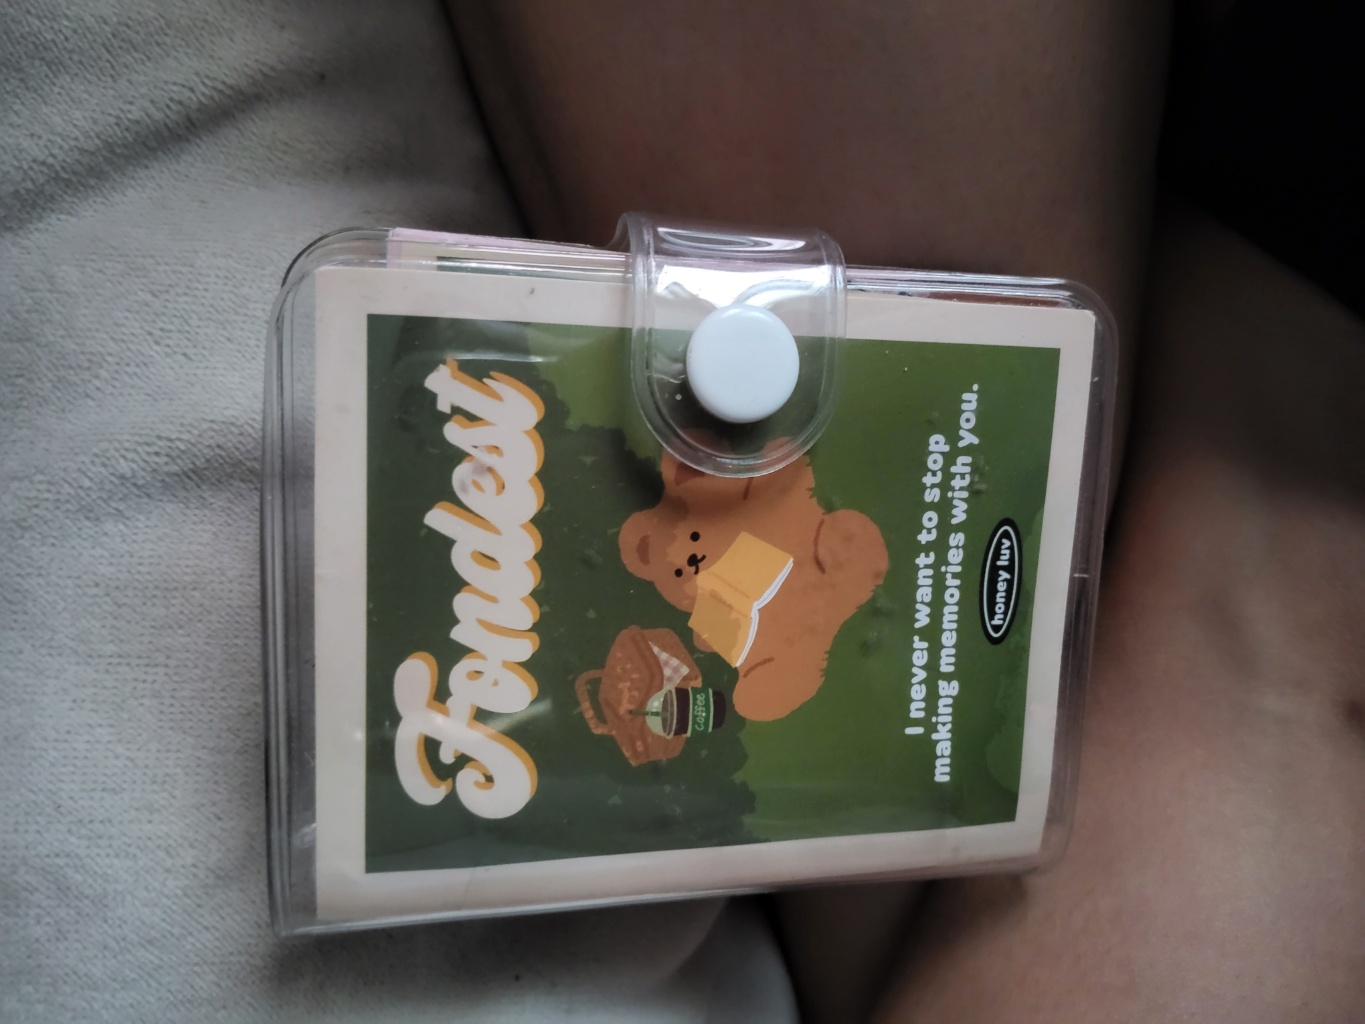 Fondest
coffee
I never want to stop
making memories with you.
honey luv